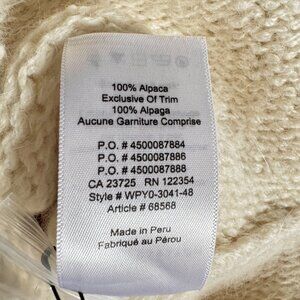 100% Alpaca
Exclusive Of Trim
100% Alpaga
Aucune Garniture Comprise
P.O. # 4500087884
P.O. # 4500087886
P.O. # 4500087888
CA 23725 RN 122354
Style # WPY0-3041-48
Article # 68568
Made in Peru
Fabriqué au Pérou